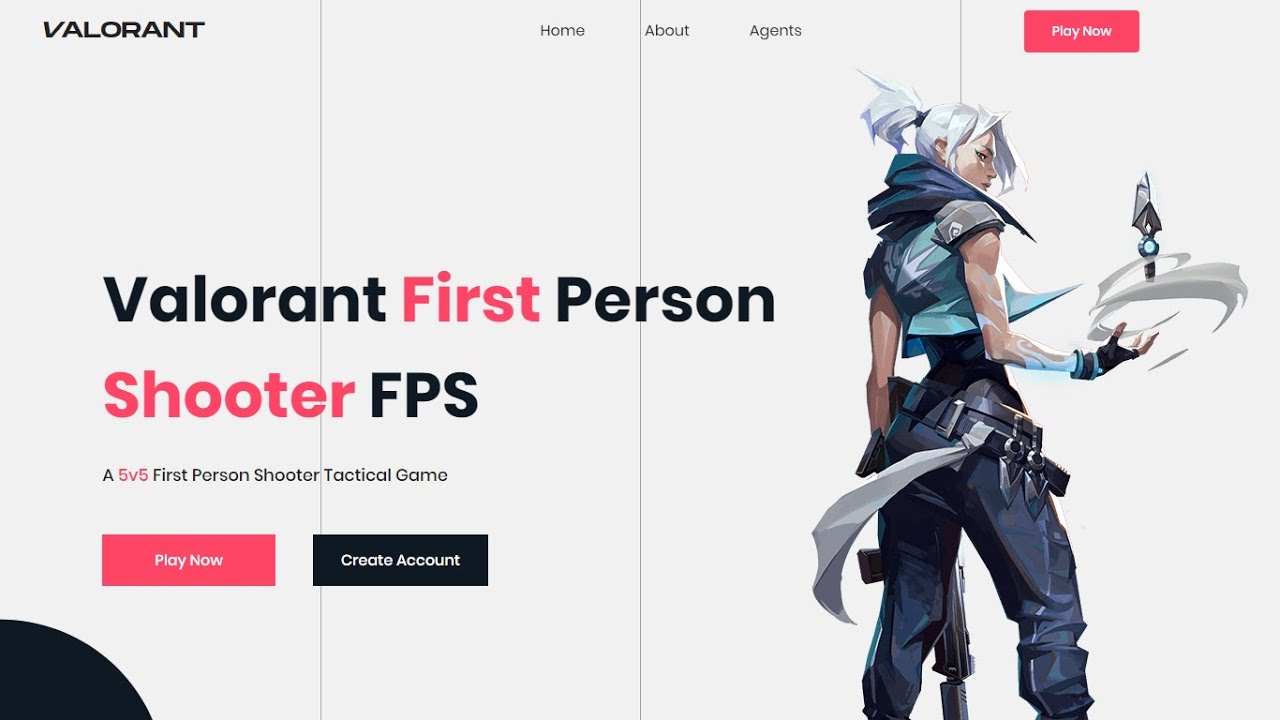 VALORANT
Home
About
Agents
Play Now
Valorant First Person
Shooter FPS
A 5v5 First Person Shooter Tactical Game
Play Now
Create Account